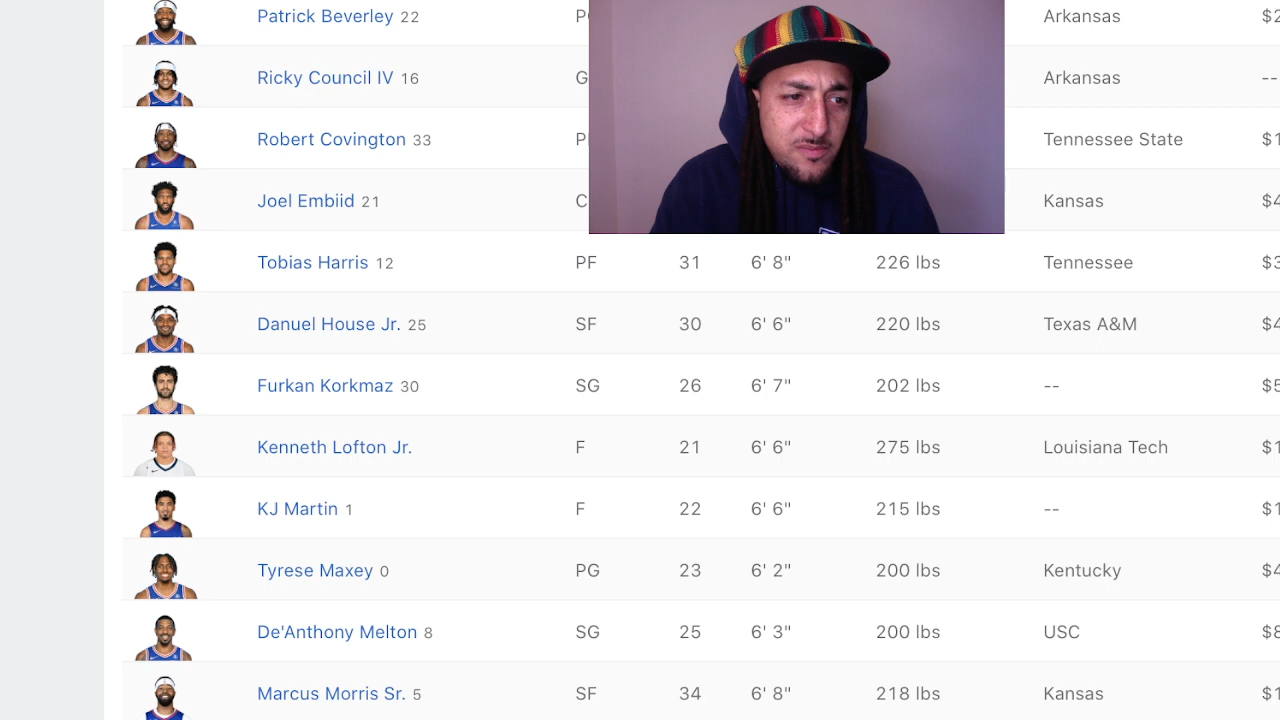 Patrick Beverley 22 Arkansas
Ricky Council IV 16 G Arkansas --
Robert Covington 33 Tennessee State $1
Joel Embiid 21 C Kansas $4
Tobias Harris 12 PF 31 6' 8" 226 lbs Tennessee $3
Danuel House Jr. 25 SF 30 6' 6" 220 lbs Texas A&M $4
Furkan Korkmaz 30 SG 26 6' 7" 202 lbs -- $5
Kenneth Lofton Jr. F 21 6' 6" 275 lbs Louisiana Tech $1
KJ Martin 1 F 22 6' 6" 215 lbs -- $1
Tyrese Maxey 0 PG 23 6' 2" 200 lbs Kentucky $4
De'Anthony Melton 8 SG 25 6' 3" 200 lbs USC $8
Marcus Morris Sr. 5 SF 34 6' 8" 218 lbs Kansas $1